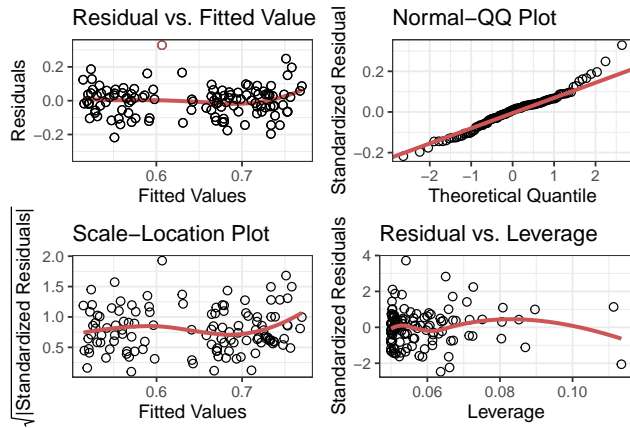 Residual vs. Fitted Value
Residuals
0.2
0.0
−0.2
0.6
0.7
Fitted Values
Normal−QQ Plot
Standardized Residual
0.2
0.0
−0.2
−2
−1
0
1
2
Theoretical Quantile
Scale−Location Plot
√|Standardized Residuals|
2.0
1.5
1.0
0.5
0.6
0.7
Fitted Values
Residual vs. Leverage
Standardized Residuals
4
2
0
−2
0.06
0.08
0.10
Leverage